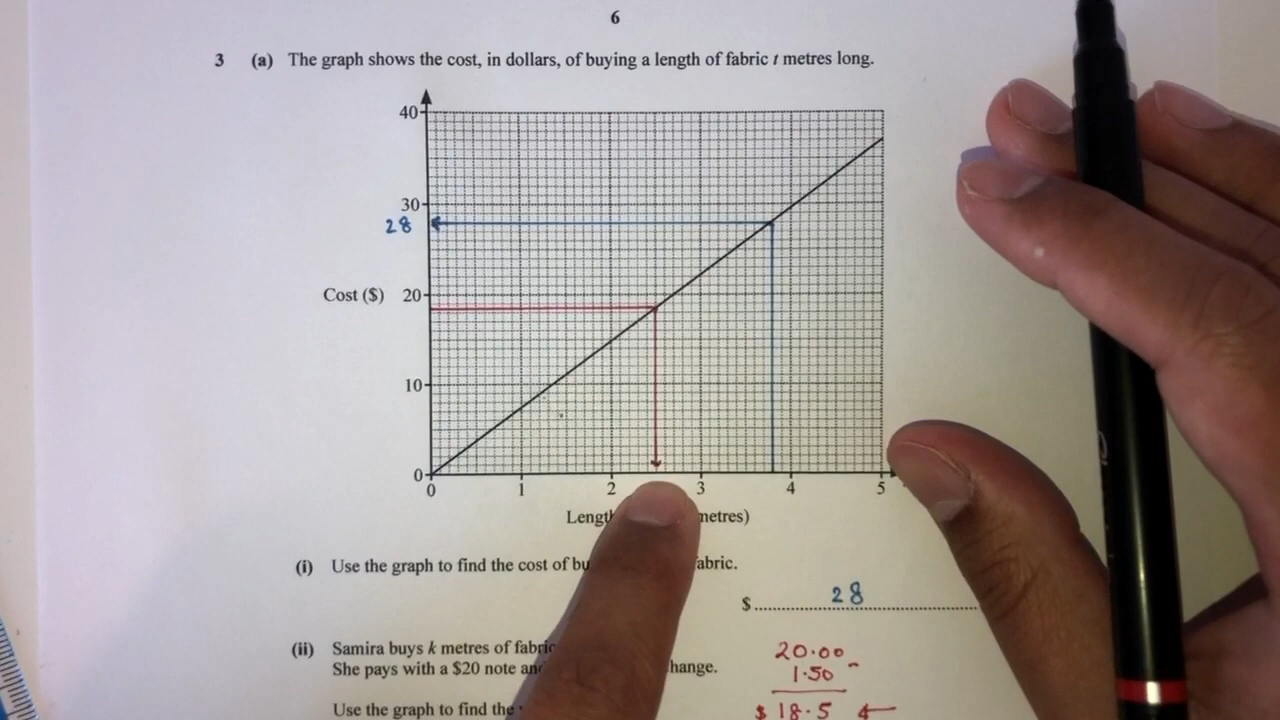 6
3 (a) The graph shows the cost, in dollars, of buying a length of fabric t metres long.
40
30
28
Cost ($) 20
10
0
0 1 2 3 4 5
metres)
(i) Use the graph to find the cost of abric.
$ 28
(ii) Samira buys k metres of fabric
She pays with a $20 note hange.
20.00
1.50 -
$ 18.5 ←
Use the graph to find the